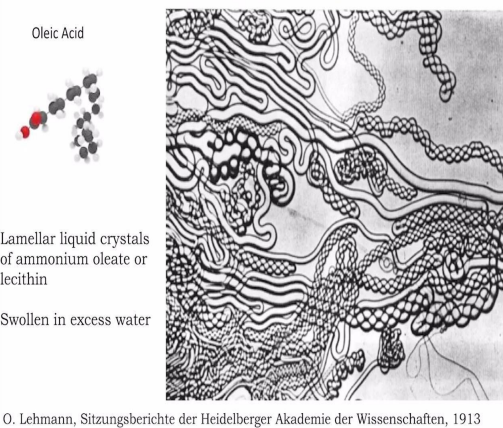 Oleic Acid
Lamellar liquid crystals
of ammonium oleate or
lecithin
Swollen in excess water
O. Lehmann, Sitzungsberichte der Heidelberger Akademie der Wissenschaften, 1913